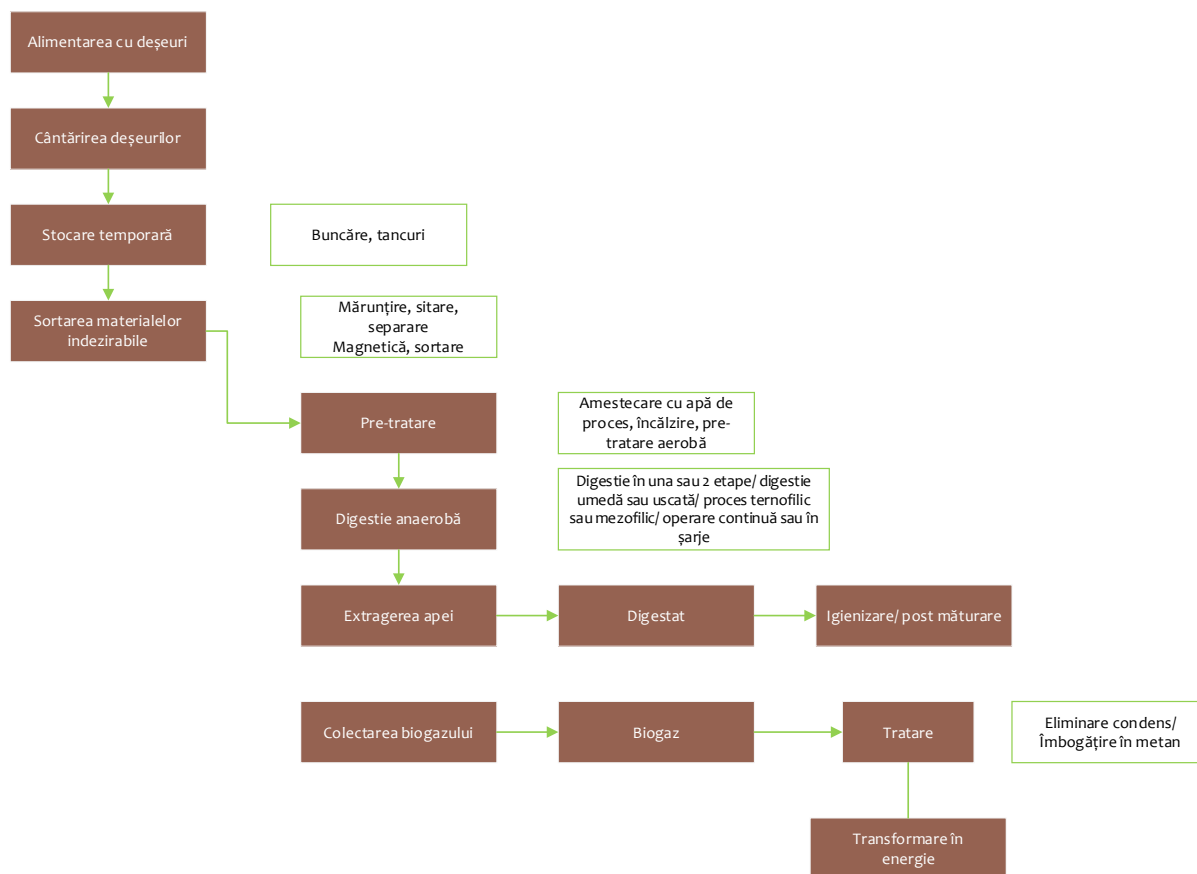 Alimentarea cu deșeuri
Cântărirea deșeurilor
Stocare temporară
Buncăre, tancuri
Sortarea materialelor
indezirabile
Mărunțire, sitare,
separare
Magnetică, sortare
Pre-tratare
Amestecare cu apă de
proces, încălzire, pre-
tratare aerobă
Digestie anaerobă
Digestie în una sau 2 etape/ digestie
umedă sau uscată/ proces ternofilic
sau mezofilic/ operare continuă sau în
șarje
Extragerea apei
Digestat
Igienizare/ post măturare
Colectarea biogazului
Biogaz
Tratare
Eliminare condens/
Îmbogățire în metan
Transformare în
energie